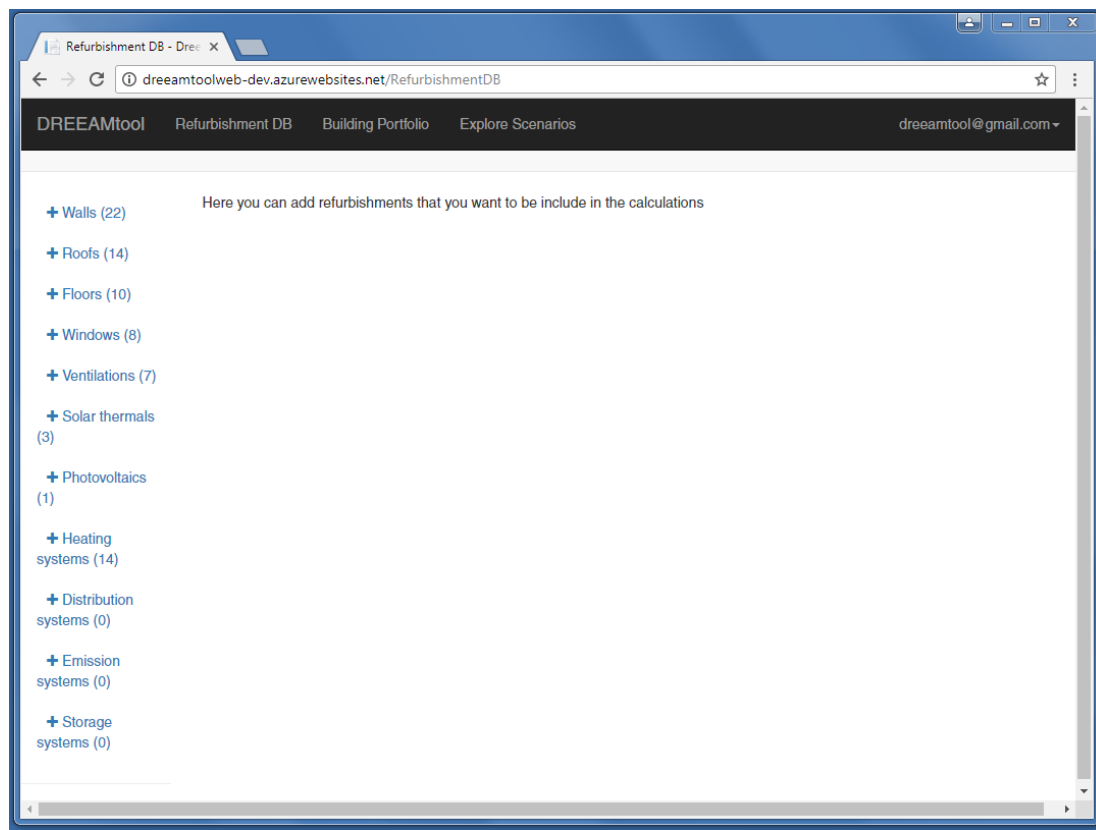 Refurbishment DB - Dree
dreeamtoolweb-dev.azurewebsites.net/RefurbishmentDB
DREEAMtool Refurbishment DB Building Portfolio Explore Scenarios dreeamtool@gmail.com
Here you can add refurbishments that you want to be include in the calculations
+ Walls (22)
+ Roofs (14)
+ Floors (10)
+ Windows (8)
+ Ventilations (7)
+ Solar thermals
(3)
+ Photovoltaics
(1)
+ Heating
systems (14)
+ Distribution
systems (0)
+ Emission
systems (0)
+ Storage
systems (0)